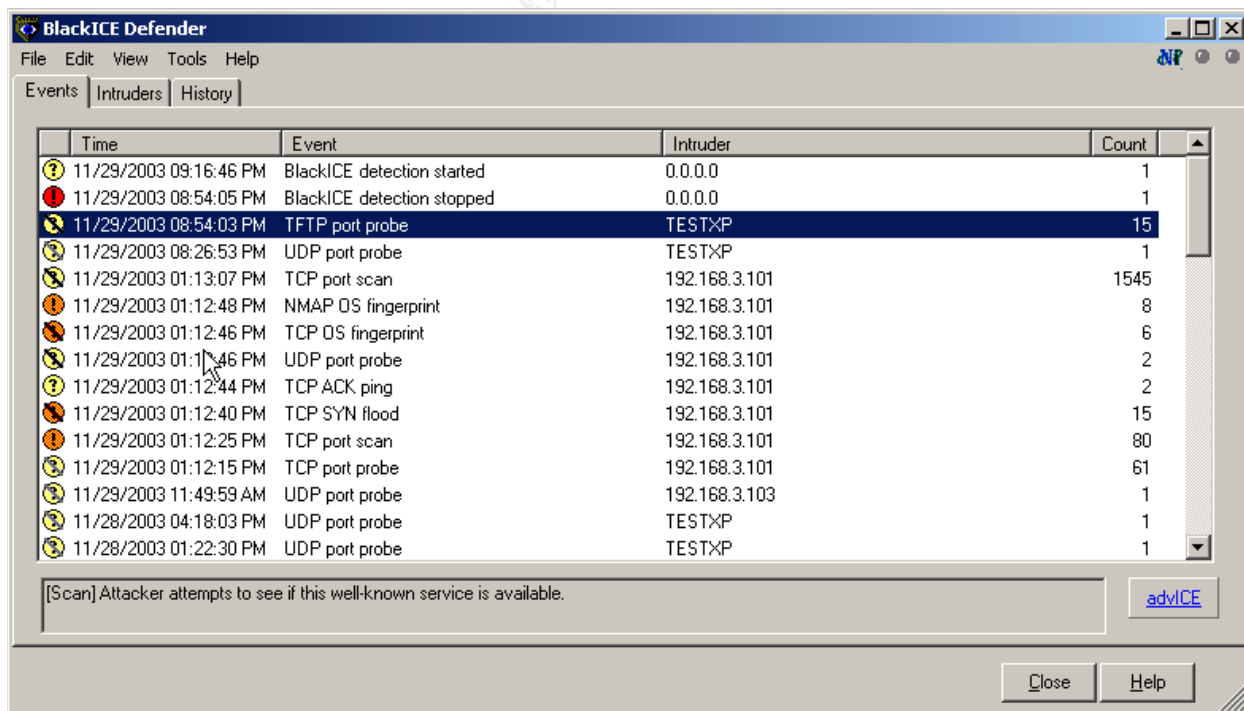 BlackICE Defender
File Edit View Tools Help
Events Intruders History
Time Event Intruder Count
11/29/2003 09:16:46 PM BlackICE detection started 0.0.0.0 1
11/29/2003 08:54:05 PM BlackICE detection stopped 0.0.0.0 1
11/29/2003 08:54:03 PM TFTP port probe TESTXP 15
11/29/2003 08:26:53 PM UDP port probe TESTXP 1
11/29/2003 01:13:07 PM TCP port scan 192.168.3.101 1545
11/29/2003 01:12:48 PM NMAP OS fingerprint 192.168.3.101 8
11/29/2003 01:12:46 PM TCP OS fingerprint 192.168.3.101 6
11/29/2003 PM UDP port probe 192.168.3.101 2
11/29/2003 01:12:44 PM TCP ACK ping 192.168.3.101 2
11/29/2003 01:12:40 PM TCP SYN flood 192.168.3.101 15
11/29/2003 01:12:25 PM TCP port scan 192.168.3.101 80
11/29/2003 01:12:15 PM TCP port probe 192.168.3.101 61
11/29/2003 11:49:59 AM UDP port probe 192.168.3.103 1
11/28/2003 04:18:03 PM UDP port probe TESTXP 1
11/28/2003 01:22:30 PM UDP port probe TESTXP 1
[Scan] Attacker attempts to see if this well-known service is available.
advICE
Close Help